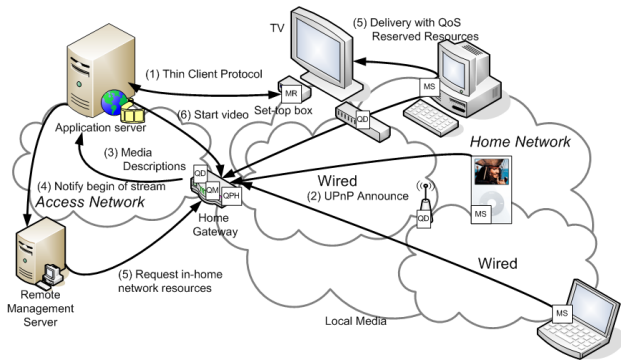 TV
(5) Delivery with QoS
Reserved Resources
(1) Thin Client Protocol
MR
MS
Set-top box
Application server
(6) Start video
QD
Home Network
(3) Media
Descriptions
QD
QM
QPH
Wired
(2) UPnP Announce
(4) Notify begin of stream
Access Network
Home
Gateway
QD
MS
Wired
(5) Request in-home
network resources
Remote
Management
Server
Local Media
MS